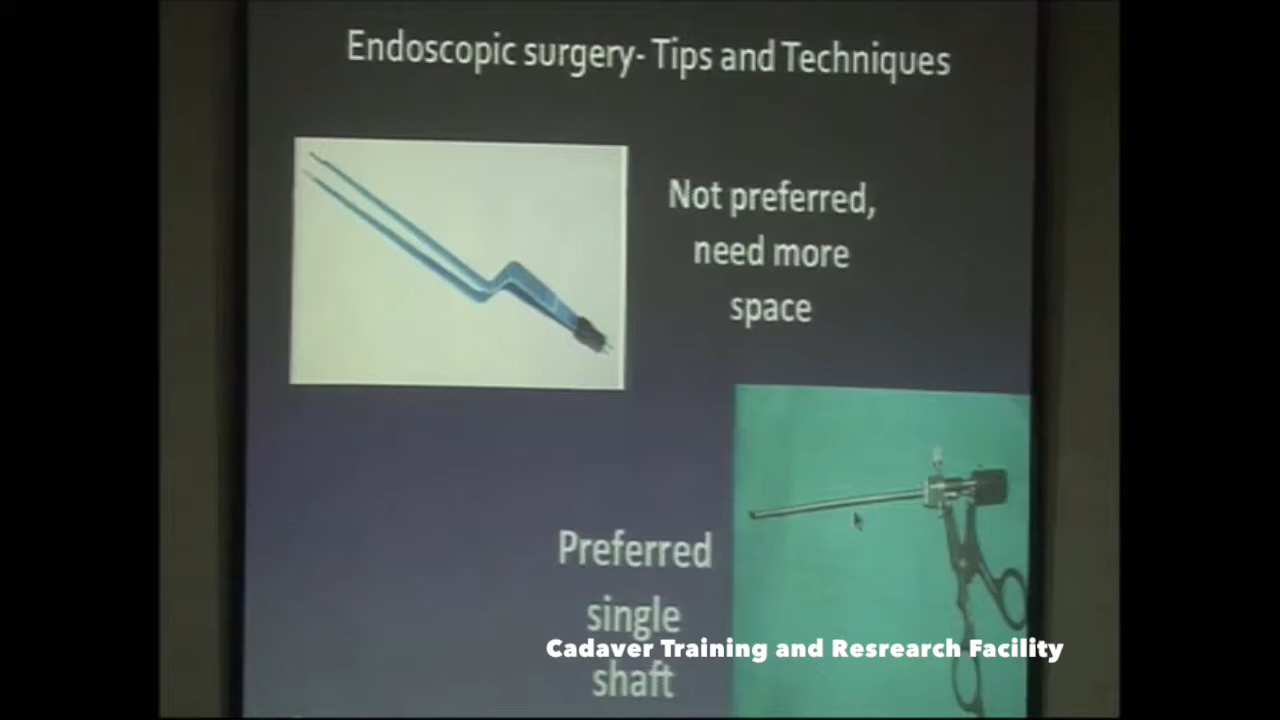 Endoscopic surgery- Tips and Techniques
Not preferred,
need more
space
Preferred
single
shaft
Cadaver Training and Resrearch Facility